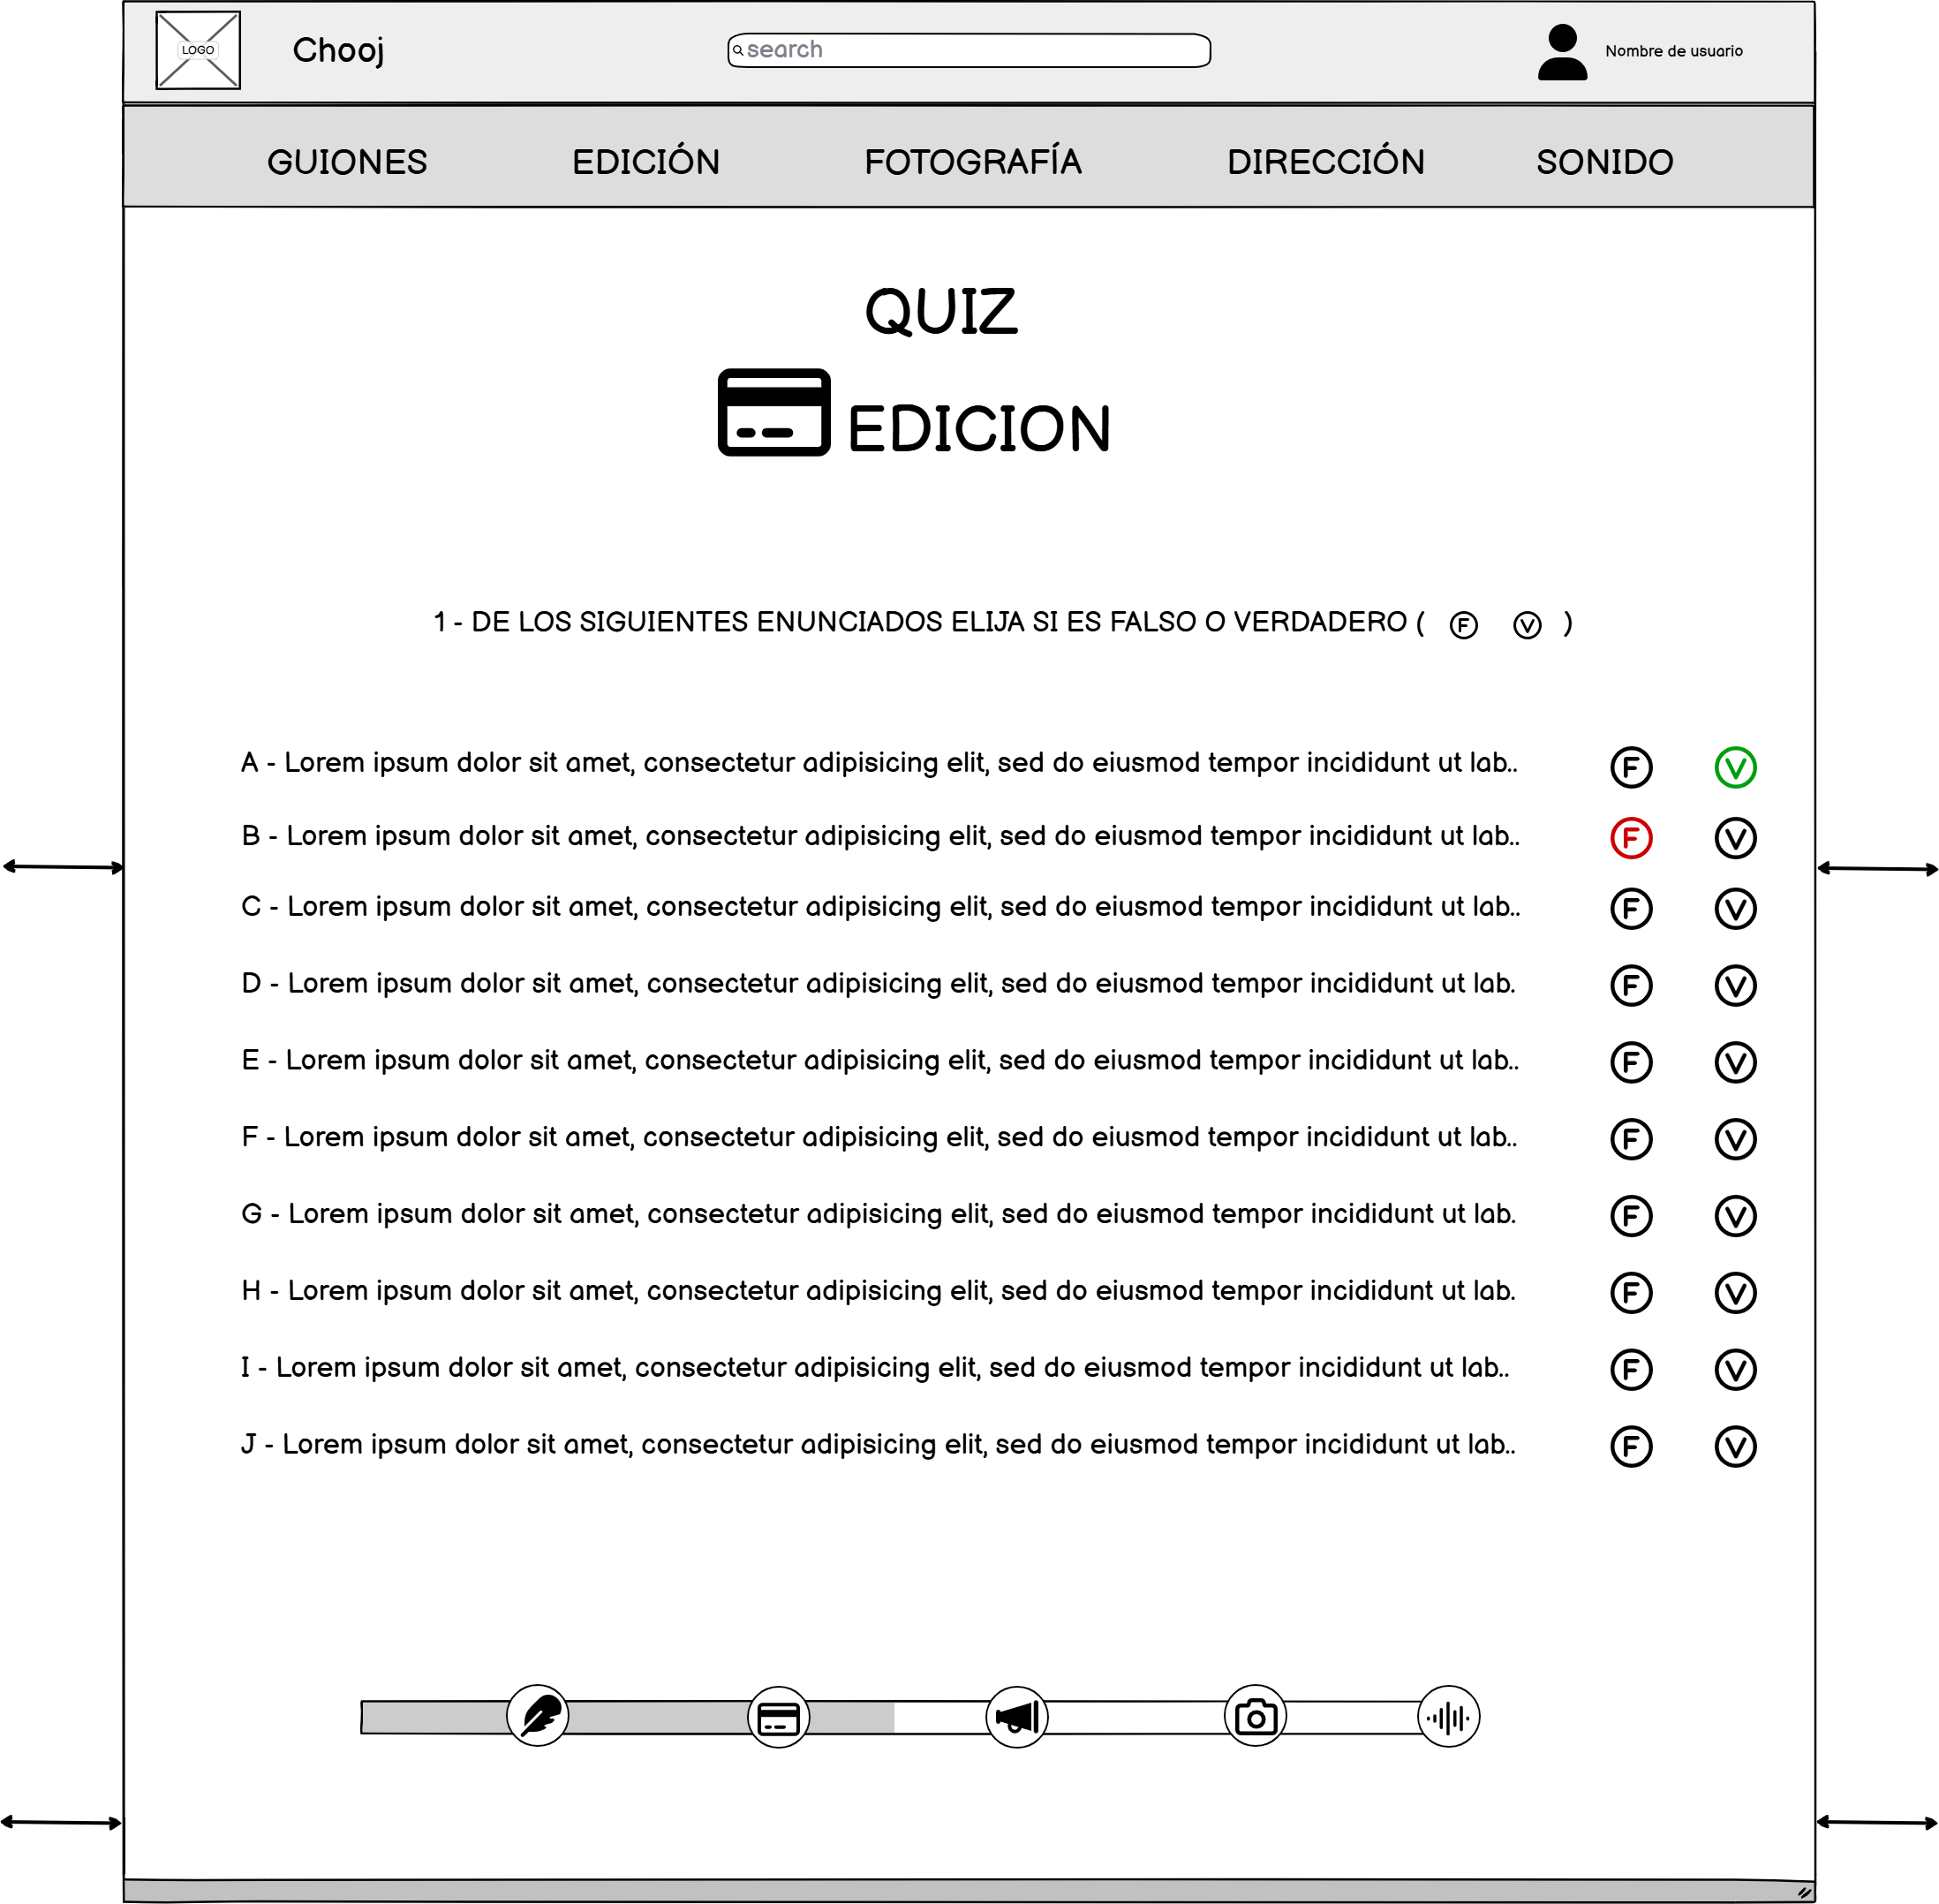 LOGO Chooj search Nombre de usuario
GUIONES EDICIÓN FOTOGRAFÍA DIRECCIÓN SONIDO
QUIZ
EDICION
1 - DE LOS SIGUIENTES ENUNCIADOS ELIJA SI ES FALSO O VERDADERO ( F V )
A - Lorem ipsum dolor sit amet, consectetur adipisicing elit, sed do eiusmod tempor incididunt ut lab.. F V
B - Lorem ipsum dolor sit amet, consectetur adipisicing elit, sed do eiusmod tempor incididunt ut lab.. F V
C - Lorem ipsum dolor sit amet, consectetur adipisicing elit, sed do eiusmod tempor incididunt ut lab.. F V
D - Lorem ipsum dolor sit amet, consectetur adipisicing elit, sed do eiusmod tempor incididunt ut lab. F V
E - Lorem ipsum dolor sit amet, consectetur adipisicing elit, sed do eiusmod tempor incididunt ut lab.. F V
F - Lorem ipsum dolor sit amet, consectetur adipisicing elit, sed do eiusmod tempor incididunt ut lab.. F V
G - Lorem ipsum dolor sit amet, consectetur adipisicing elit, sed do eiusmod tempor incididunt ut lab. F V
H - Lorem ipsum dolor sit amet, consectetur adipisicing elit, sed do eiusmod tempor incididunt ut lab. F V
I - Lorem ipsum dolor sit amet, consectetur adipisicing elit, sed do eiusmod tempor incididunt ut lab.. F V
J - Lorem ipsum dolor sit amet, consectetur adipisicing elit, sed do eiusmod tempor incididunt ut lab.. F V